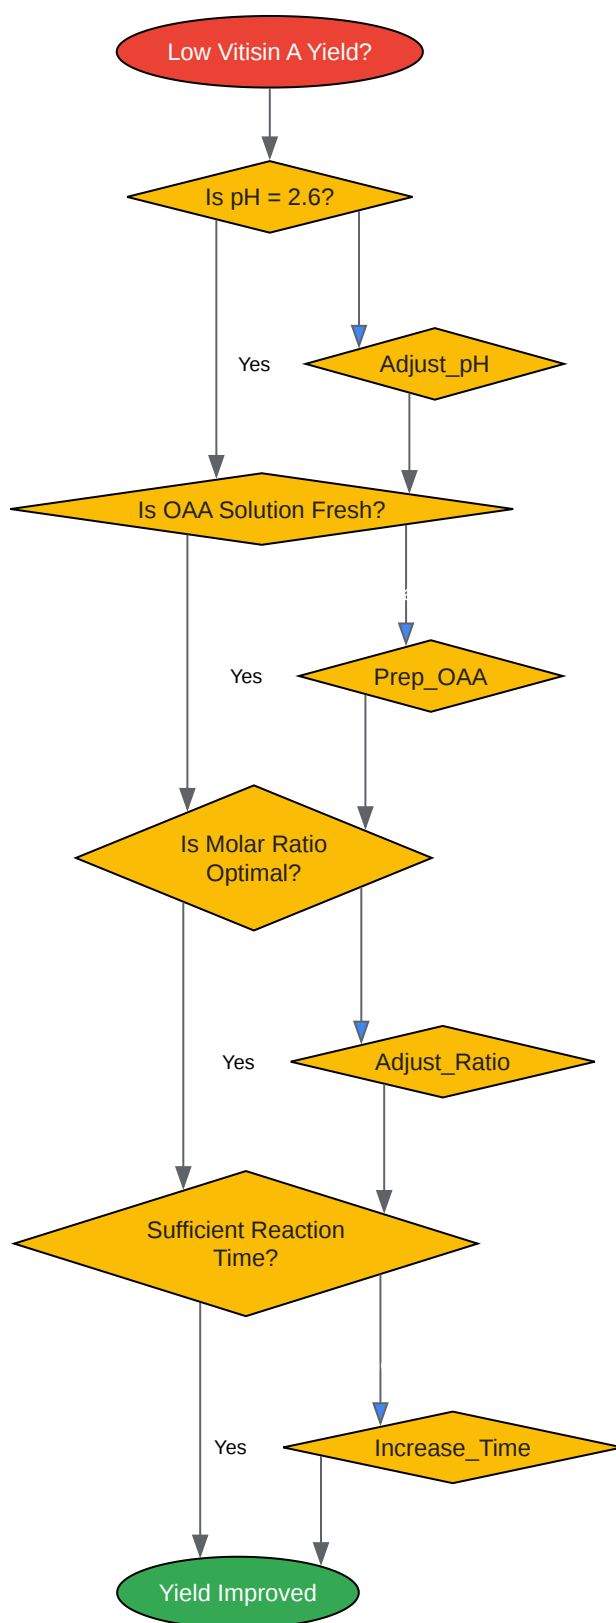 Low Vitisin A Yield?
Is pH = 2.6?
Yes
Adjust_pH
Is OAA Solution Fresh?
Yes
Prep_OAA
Is Molar Ratio
Optimal?
Yes
Adjust_Ratio
Sufficient Reaction
Time?
Yes
Increase_Time
Yield Improved